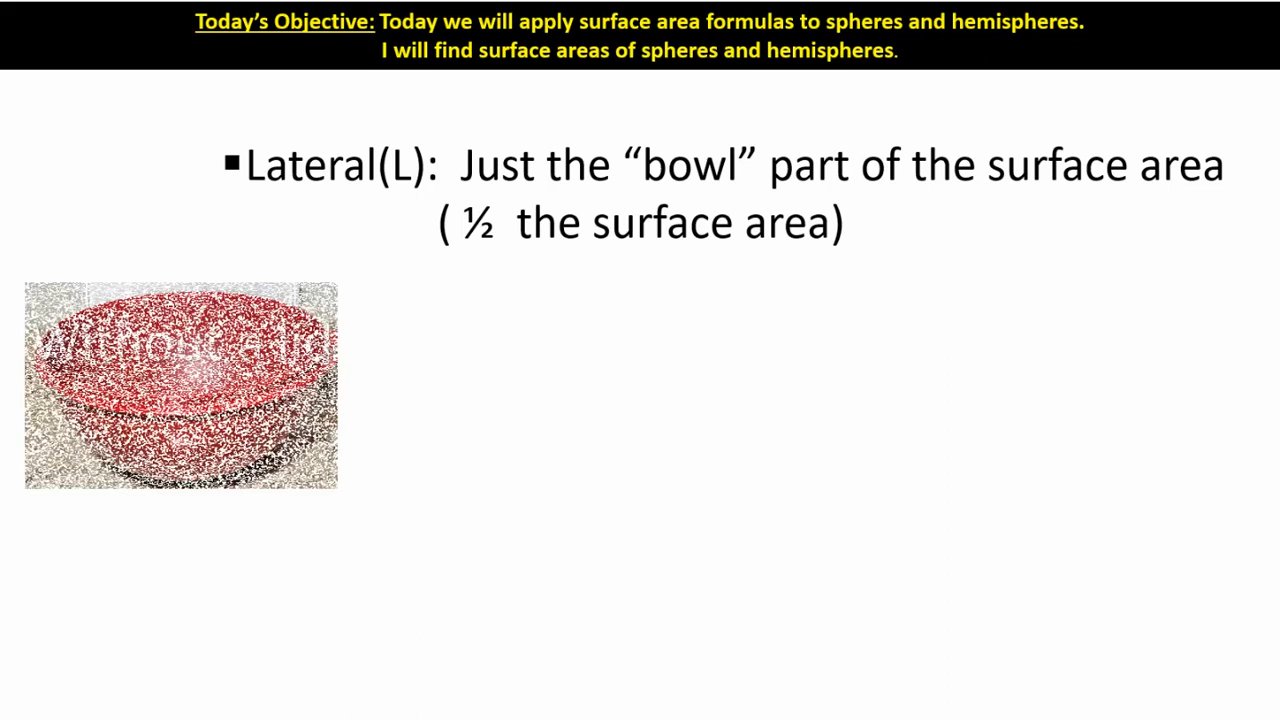 Today's Objective: Today we will apply surface area formulas to spheres and hemispheres.
I will find surface areas of spheres and hemispheres.
▪Lateral(L): Just the “bowl” part of the surface area
( ½ the surface area)
Without a